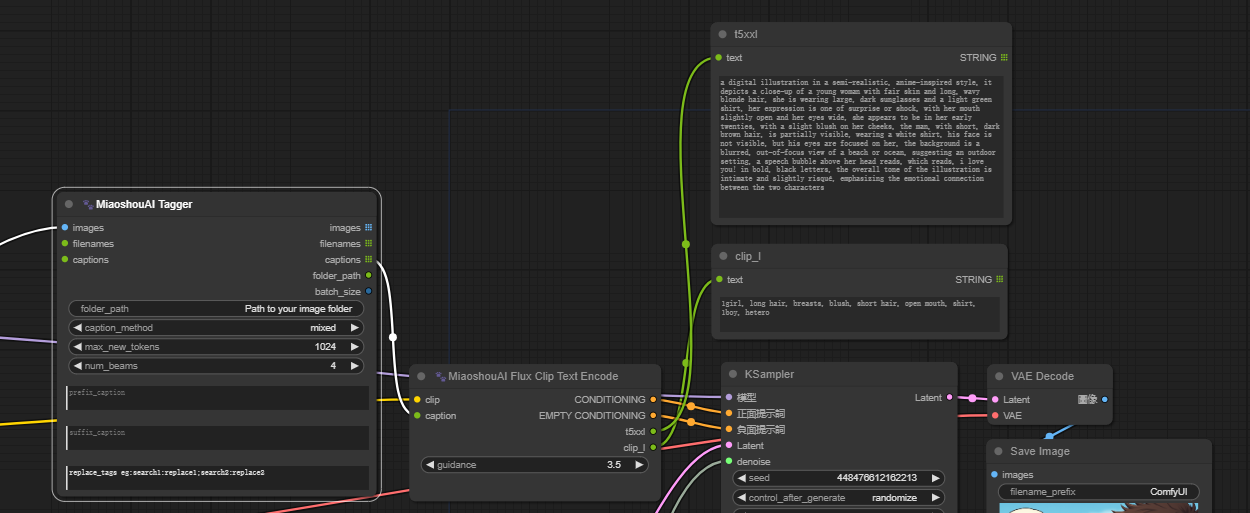 t5xxl
text
STRING
a digital illustration in a semi-realistic, anime-inspired style, it
depicts a close-up of a young woman with fair skin and long, wavy
blonde hair, she is wearing large, dark sunglasses and a light green
shirt, her expression is one of surprise or shock, with her mouth
slightly open and her eyes wide, she appears to be in her early
twenties, with a slight blush on her cheeks, the man, with short, dark
brown hair, is partially visible, wearing a white shirt, his face is
not visible, but his eyes are focused on her, the background is a
blurred, out-of-focus view of a beach or ocean, suggesting an outdoor
setting, a speech bubble above her head reads, which reads, i love
you! in bold, black letters, the overall tone of the illustration is
intimate and slightly risqué, emphasizing the emotional connection
between the two characters
clip_l
text
STRING
1girl, long hair, breasts, blush, short hair, open mouth, shirt,
1boy, hetero
MiaoshouAI Tagger
images
images
filenames
filenames
captions
captions
folder_path
batch_size
folder_path
Path to your image folder
caption_method
mixed
max_new_tokens
1024
num_beams
4
prefix_caption
suffix_caption
replace_tags eg:search1:replace1;search2:replace2
MiaoshouAI Flux Clip Text Encode
clip
CONDITIONING
caption
EMPTY CONDITIONING
t5xxl
clip_l
guidance
3.5
KSampler
模型
Latent
正面提示詞
負面提示詞
Latent
denoise
seed
448476612162213
control_after_generate
randomize
VAE Decode
Latent
圖像
VAE
Save Image
images
filename_prefix
ComfyUI